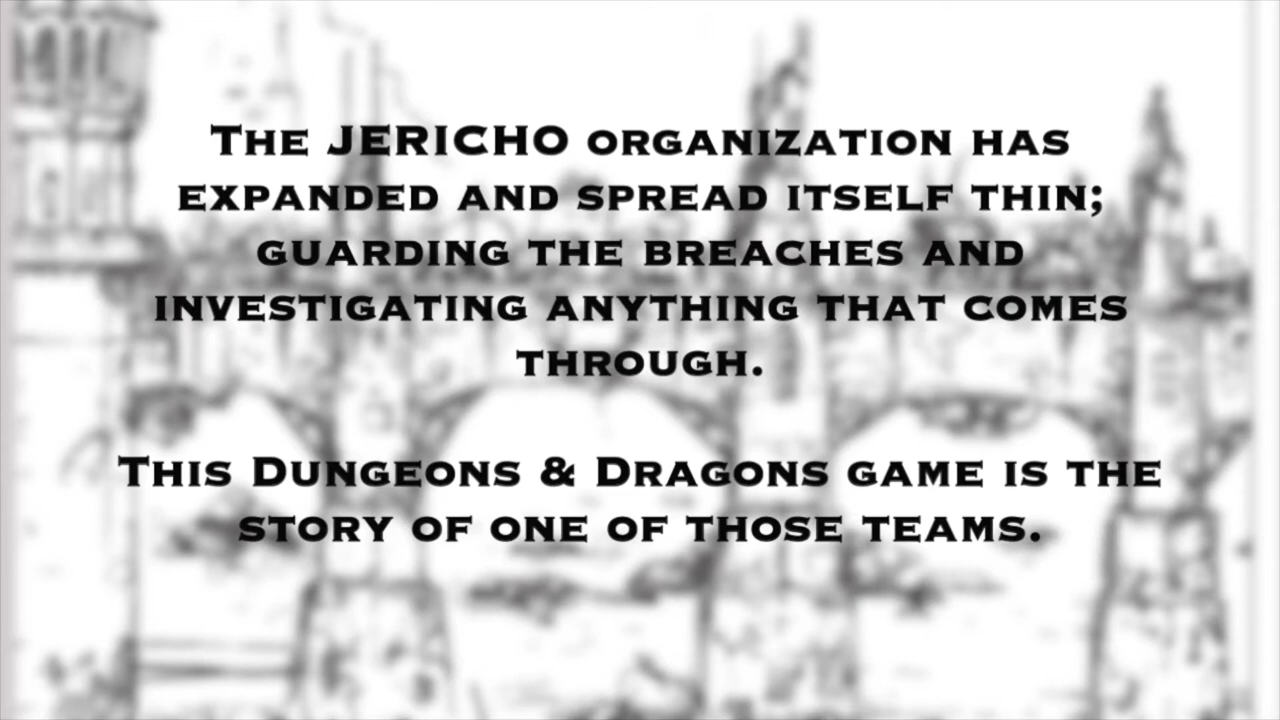 The JERICHO organization has
expanded and spread itself thin;
guarding the breaches and
investigating anything that comes
through.
This Dungeons & Dragons game is the
story of one of those teams.